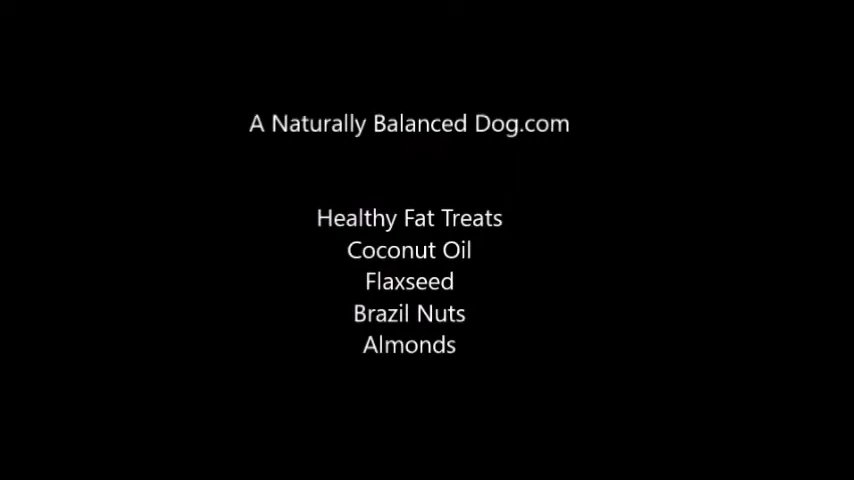 A Naturally Balanced Dog.com
Healthy Fat Treats
Coconut Oil
Flaxseed
Brazil Nuts
Almonds